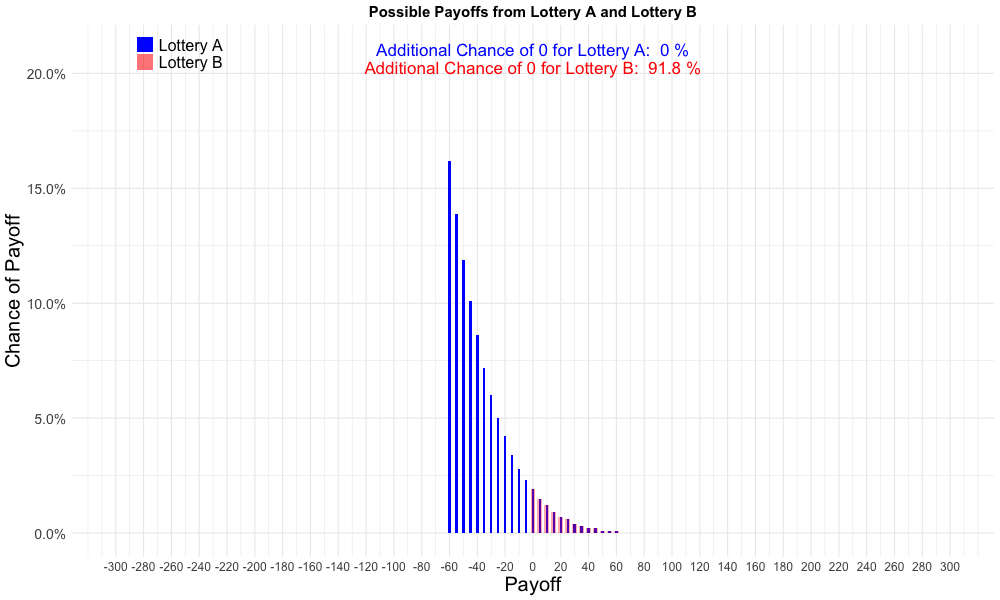 Possible Payoffs from Lottery A and Lottery B
Lottery A
Lottery B
Additional Chance of 0 for Lottery A:  0 %
Additional Chance of 0 for Lottery B:  91.8 %
Chance of Payoff
20.0%
15.0%
10.0%
5.0%
0.0%
-300 -280 -260 -240 -220 -200 -180 -160 -140 -120 -100 -80 -60 -40 -20 0 20 40 60 80 100 120 140 160 180 200 220 240 260 280 300
Payoff